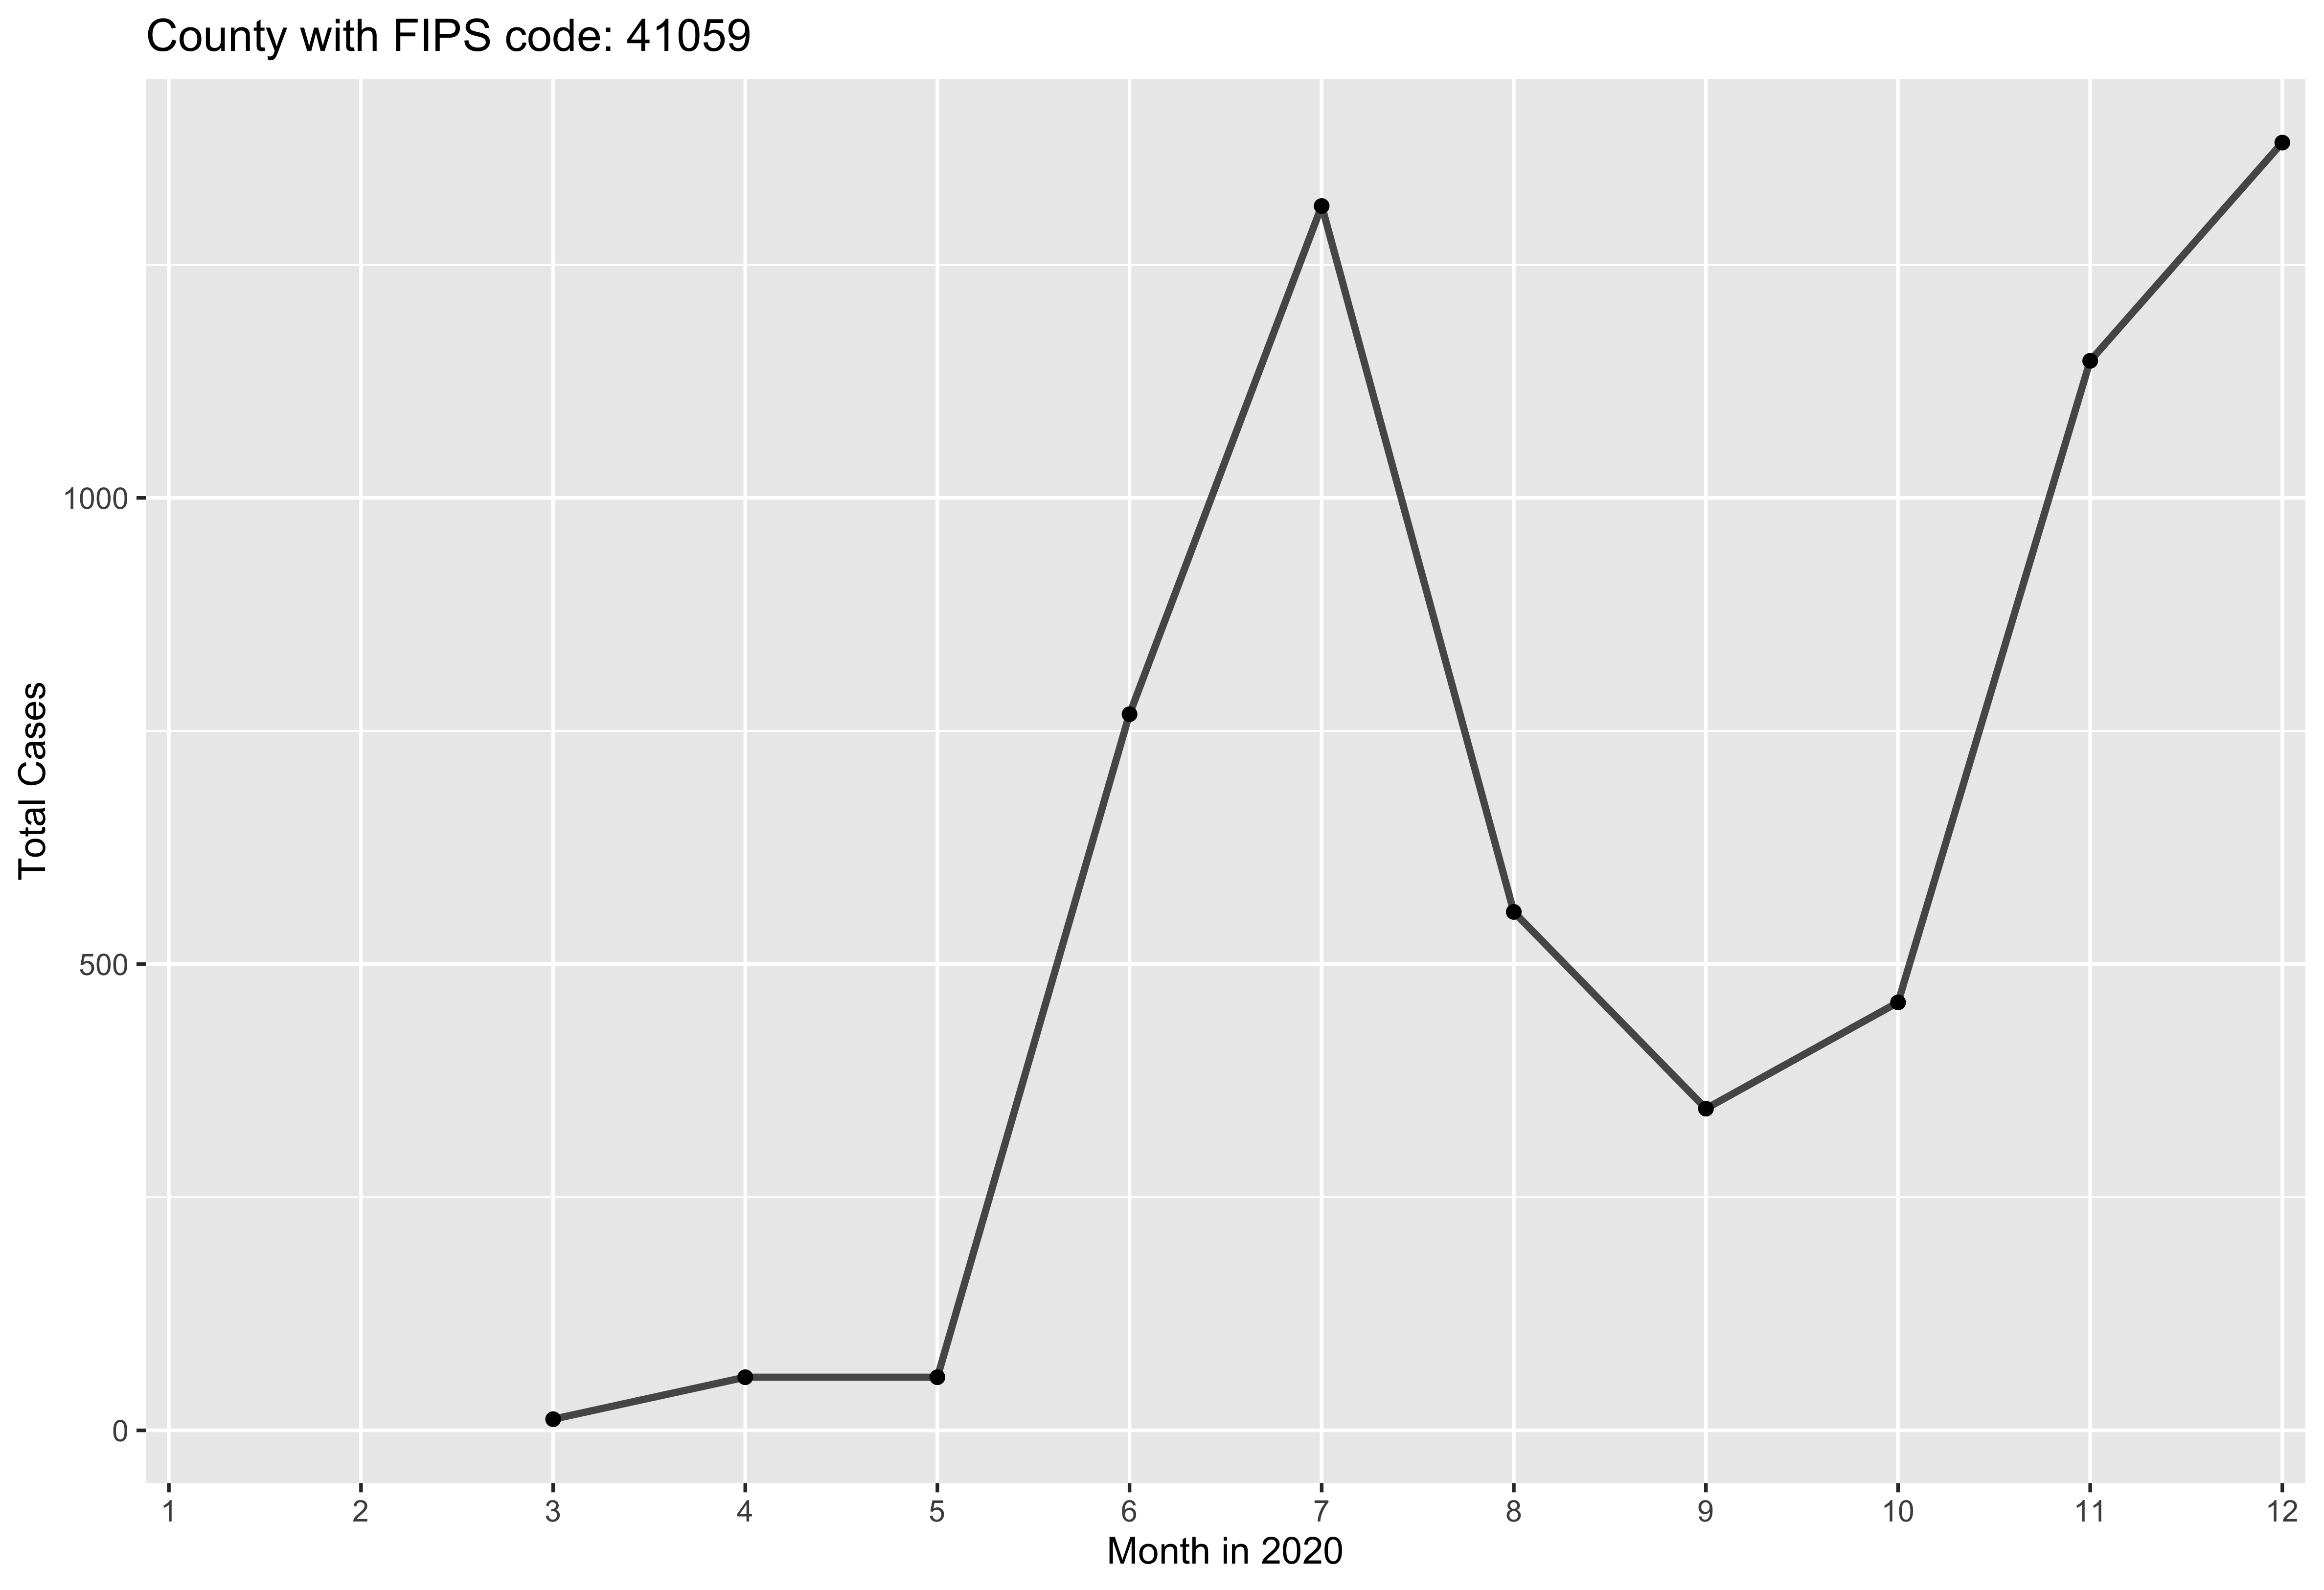 County with FIPS code: 41059
Total Cases
1000
500
0
1 2 3 4 5 6 7 8 9 10 11 12
Month in 2020